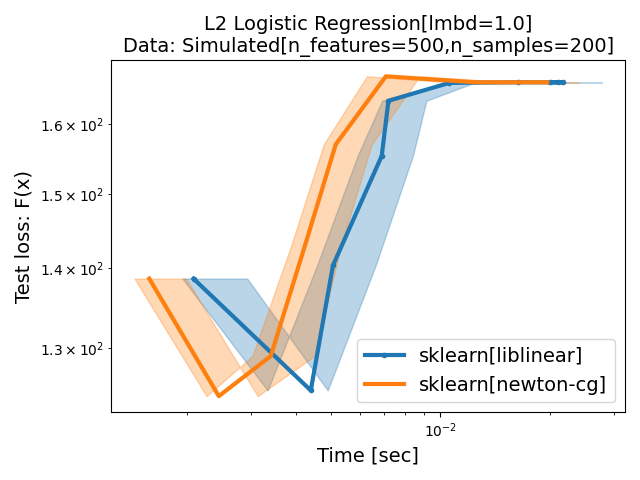 L2 Logistic Regression[lmbd=1.0]
Data: Simulated[n_features=500,n_samples=200]
Test loss: F(x)
1.6 × 10²
1.5 × 10²
1.4 × 10²
1.3 × 10²
sklearn[liblinear]
sklearn[newton-cg]
10⁻²
Time [sec]